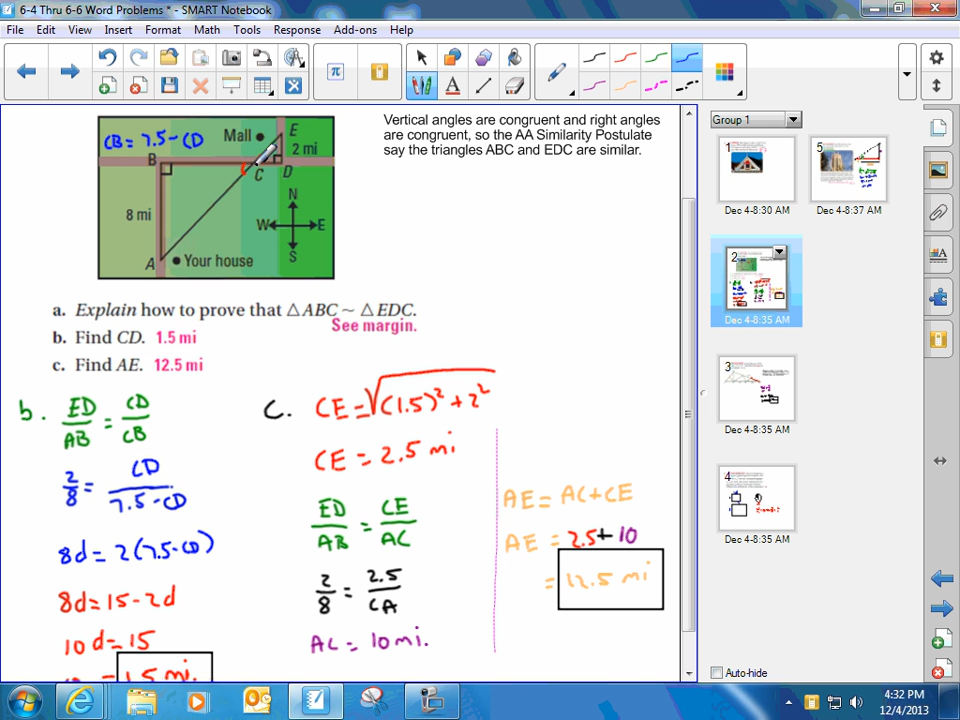 6-4 Thru 6-6 Word Problems * - SMART Notebook
File Edit View Insert Format Math Tools Response Add-ons Help
π
A
Group 1
Vertical angles are congruent and right angles
are congruent, so the AA Similarity Postulate
say the triangles ABC and EDC are similar.
CB = 7.5 - CD
Mall
E
2 mi
B
C
D
8 mi
N
W
E
S
A
Your house
a. Explain how to prove that △ABC ~ △EDC.
See margin.
b. Find CD. 1.5 mi
c. Find AE. 12.5 mi
b. ED/AB = CD/CB
2/8 = CD/7.5-CD
8d = 2(7.5-CD)
8d = 15-2d
10d = 15
1.5 mi.
C. CE = √(1.5)²+2²
CE = 2.5 mi
ED/AB = CE/AC
2/8 = 2.5/CA
AC = 10 mi.
AE = AC+CE
AE = 2.5+10
= 12.5 mi
1
Dec 4-8:30 AM
5
Dec 4-8:37 AM
2
Dec 4-8:35 AM
3
Dec 4-8:35 AM
4
Dec 4-8:35 AM
Auto-hide
4:32 PM
12/4/2013